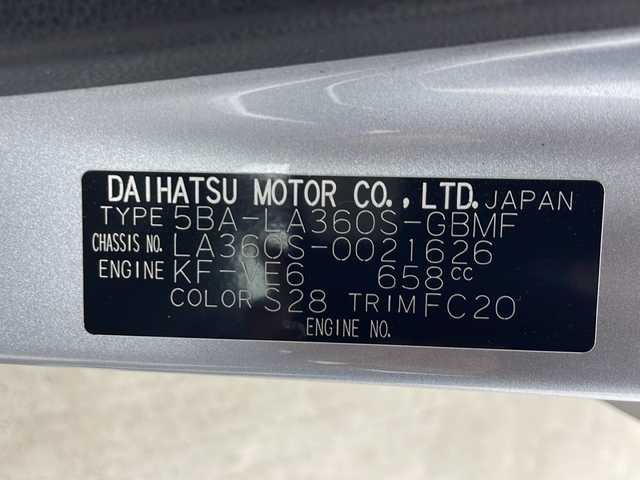 DAIHATSU MOTOR CO.,LTD. JAPAN
TYPE 5BA-LA360S-GBMF
CHASSIS NO. LA360S-0021626
ENGINE KF-VE6 658cc
COLOR S28 TRIM FC20
ENGINE NO.